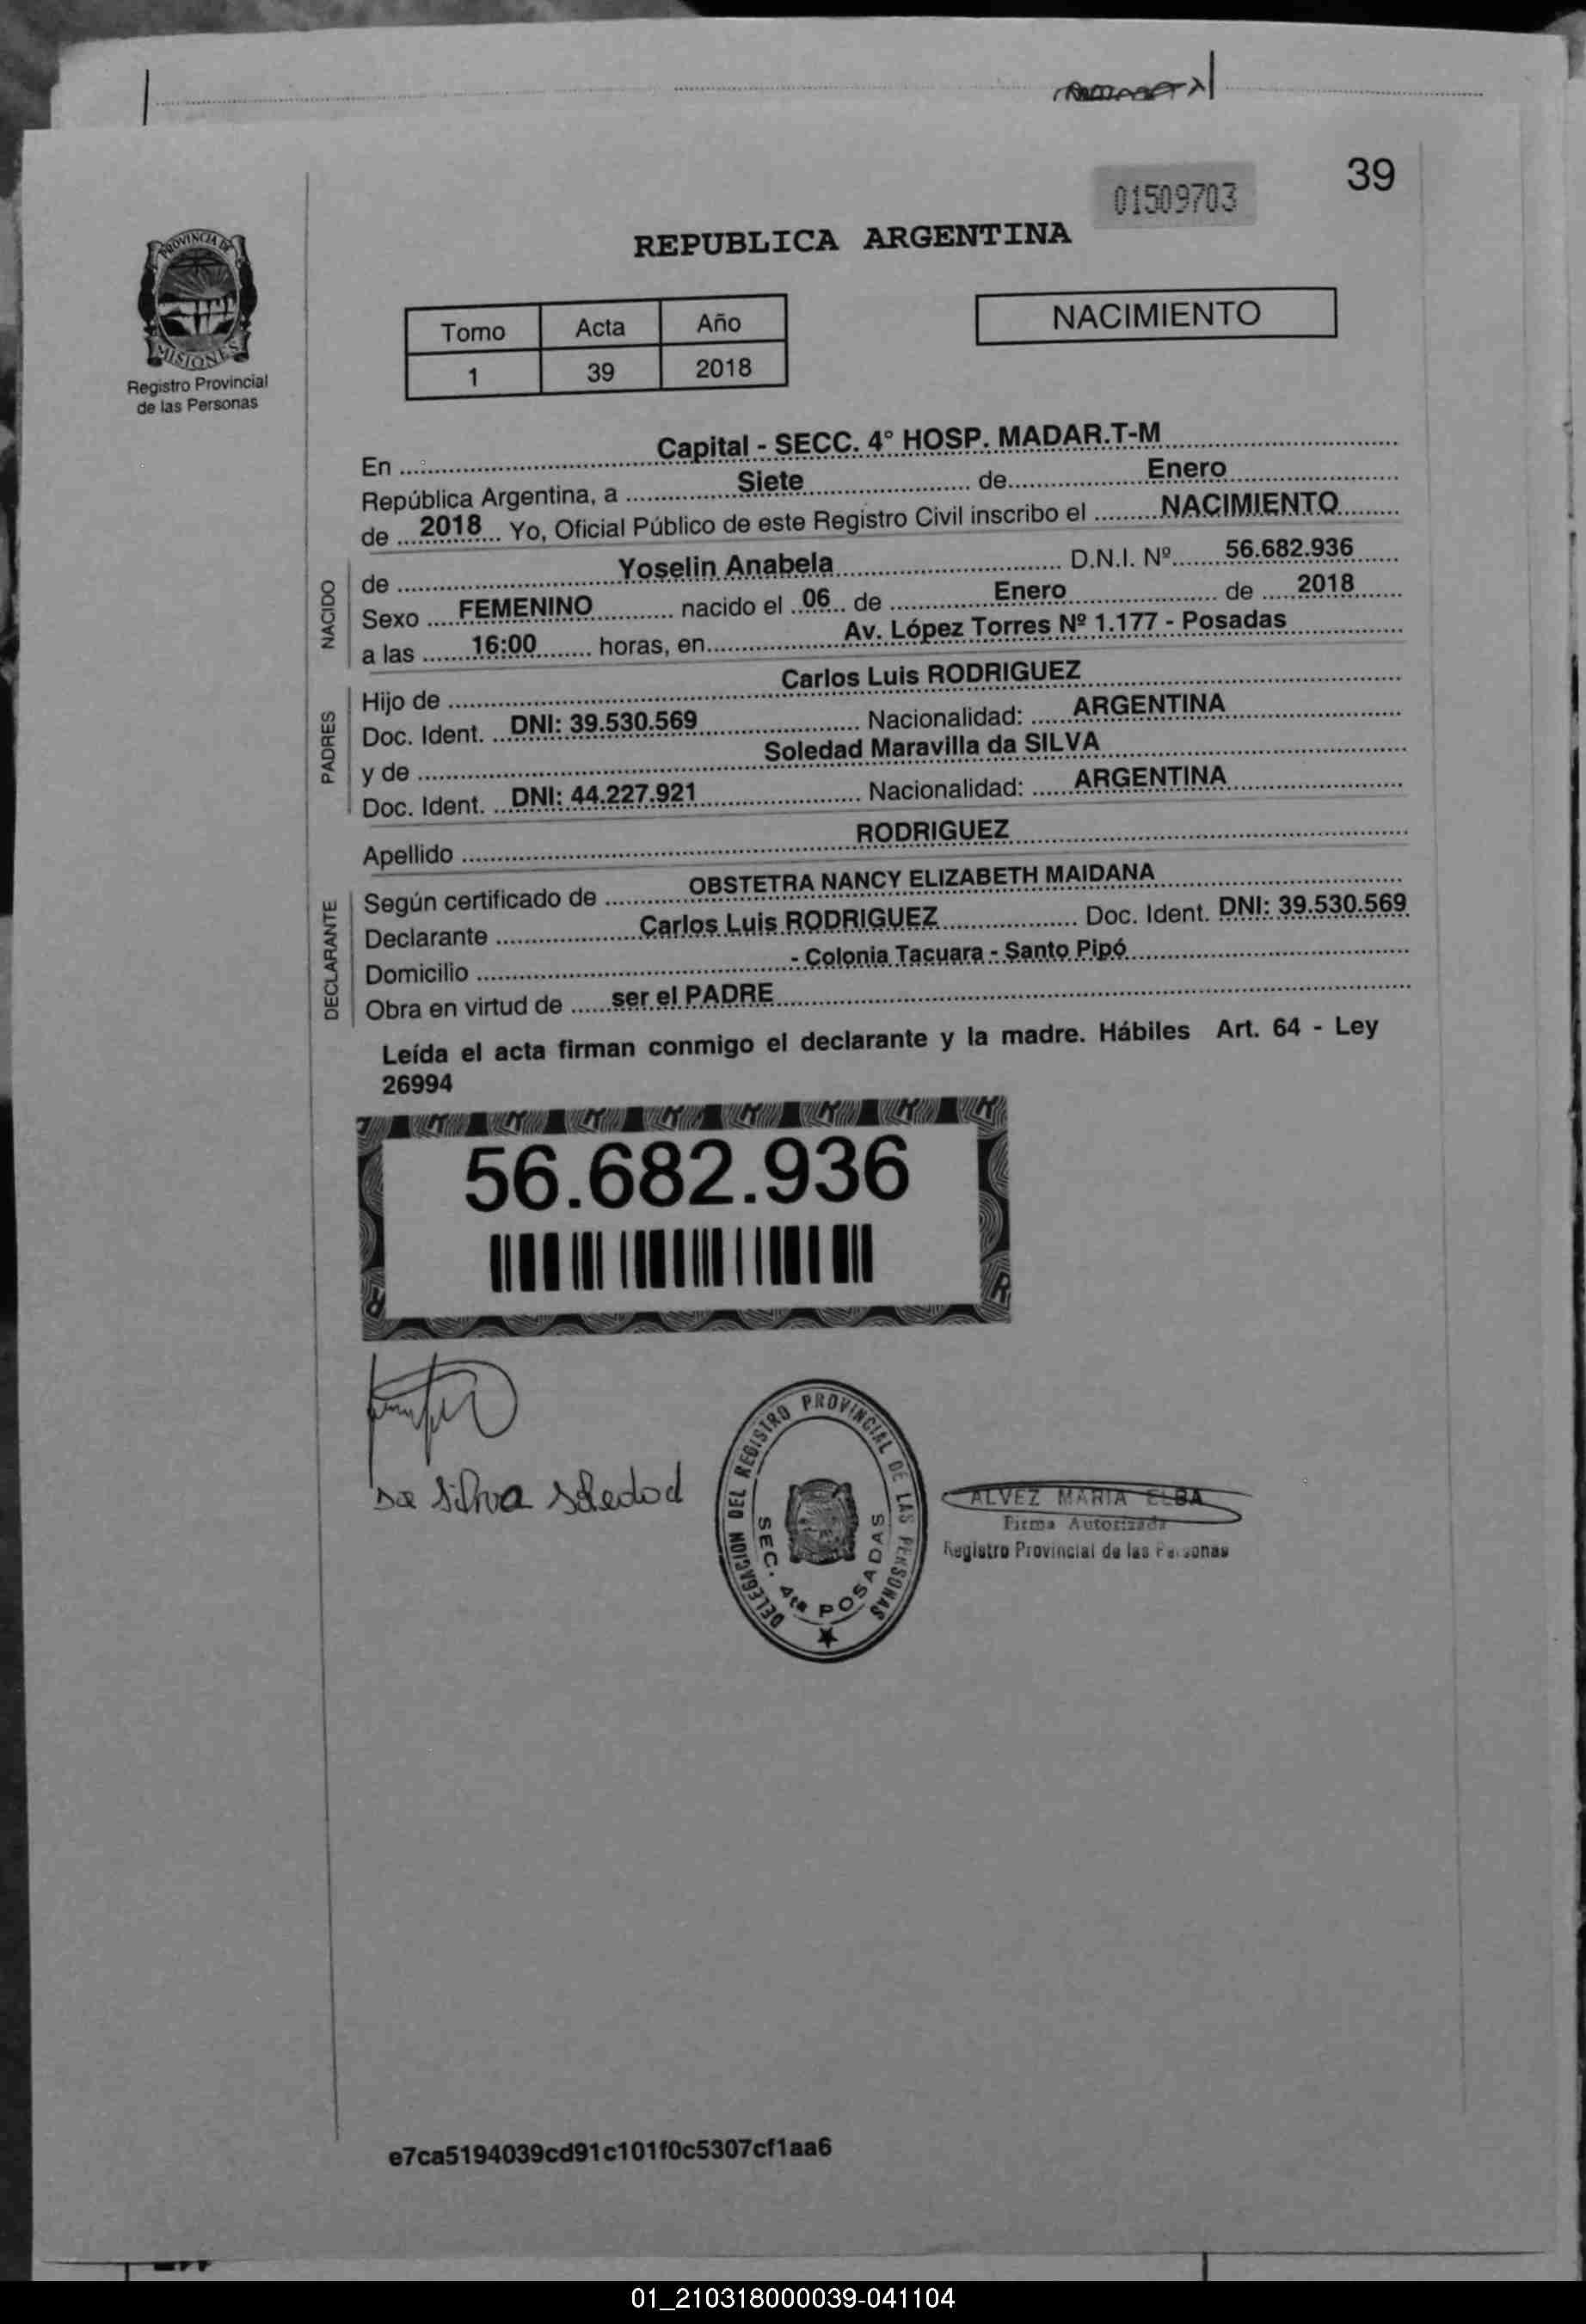 39
01509703
REPUBLICA ARGENTINA
PROVINCIA DE
MISIONES
Registro Provincial
de las Personas
Tomo Acta Año
1 39 2018
NACIMIENTO
En ........ Capital - SECC. 4° HOSP. MADAR.T-M ........
República Argentina, a ........ Siete ........ de ........ Enero ........
de .... 2018 ... Yo, Oficial Público de este Registro Civil inscribo el ........ NACIMIENTO ........
NACIDO
de ........ Yoselin Anabela ........ D.N.I. Nº ....... 56.682.936 ......
Sexo ..... FEMENINO .......... nacido el .. 06 .. de ........ Enero ........ de ..... 2018 ......
a las ....... 16:00 ........ horas, en ........ Av. López Torres Nº 1.177 - Posadas ........
PADRES
Hijo de ........ Carlos Luis RODRIGUEZ ........
Doc. Ident. ... DNI: 39.530.569 ........ Nacionalidad: ...... ARGENTINA ........
y de ........ Soledad Maravilla da SILVA ........
Doc. Ident. ... DNI: 44.227.921 ........ Nacionalidad: ...... ARGENTINA ........
Apellido ........ RODRIGUEZ ........
DECLARANTE
Según certificado de ........ OBSTETRA NANCY ELIZABETH MAIDANA ........
Declarante ........ Carlos Luis RODRIGUEZ ........ Doc. Ident. DNI: 39.530.569
Domicilio ........ - Colonia Tacuara - Santo Pipó ........
Obra en virtud de ...... ser el PADRE ........
Leída el acta firman conmigo el declarante y la madre. Hábiles Art. 64 - Ley
26994
56.682.936
Da Silva Soledad
DELEGACION DEL REGISTRO PROVINCIAL DE LAS PERSONAS
SEC. 4ta POSADAS
ALVEZ MARIA ELBA
Firma Autorizada
Registro Provincial de las Personas
e7ca5194039cd91c101f0c5307cf1aa6
01_210318000039-041104